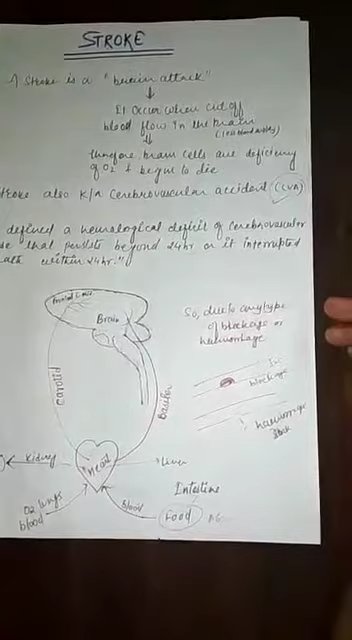 STROKE
Stroke is a "brain attack"
It occur when cut off
blood flow in the brain
Therefore brain cells are deficiency
of O2 & begun to die
stroke also k/a cerebrovascular accident (CVA)
defined a neurological deficit of cerebrovascular
se that persists beyond 24hr or it interrupted
within 24hr."
So, due to any type
of blockage or
haemorrhage
Brain
Carotid
blockage
haemorrhage
Kidney
Heart
Liver
Intestine
O2 lungs
blood
Blood
Food